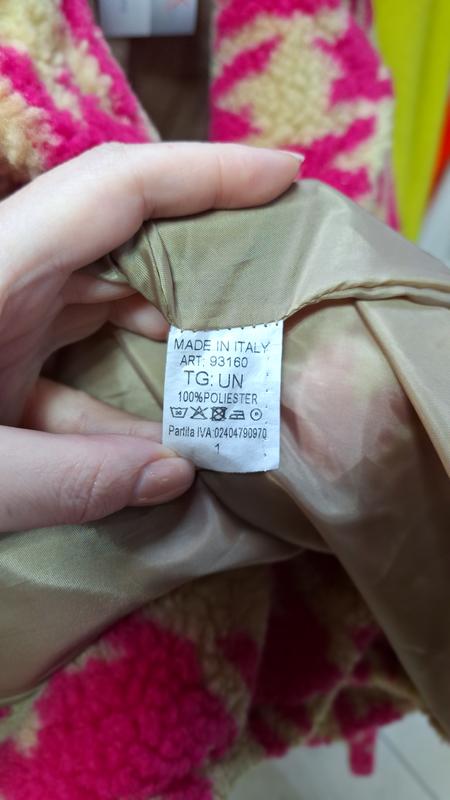 MADE IN ITALY
ART: 93160
TG: UN
100%POLIESTER
Partita IVA:02404790970
1